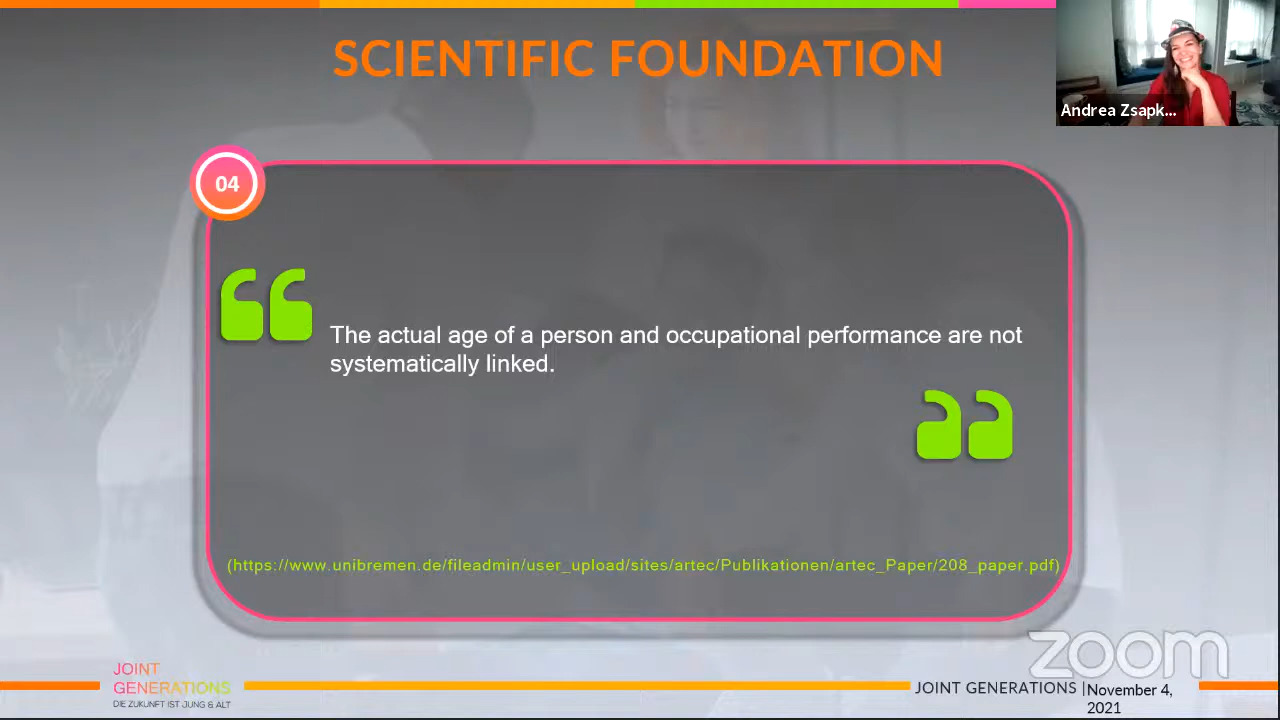 SCIENTIFIC FOUNDATION
Andrea Zsapk...
04
The actual age of a person and occupational performance are not
systematically linked.
(https://www.unibremen.de/fileadmin/user_upload/sites/artec/Publikationen/artec_Paper/208_paper.pdf)
zoom
JOINT
GENERATIONS
DIE ZUKUNFT IST JUNG & ALT
JOINT GENERATIONS |November 4,
2021